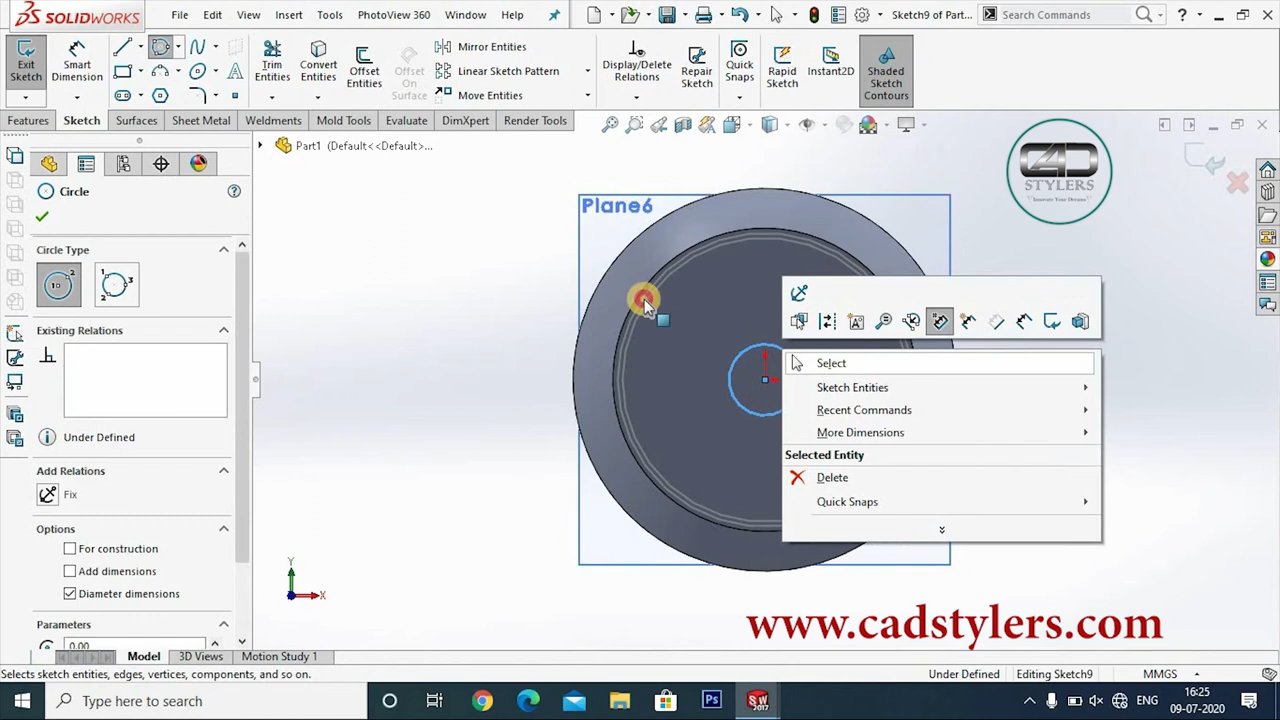 SOLIDWORKS File Edit View Insert Tools PhotoView 360 Window Help Sketch9 of Part... Search Commands ?
Exit Sketch
Smart Dimension
Trim Entities
Convert Entities
Offset Entities
Offset On Surface
Mirror Entities
Linear Sketch Pattern
Move Entities
Display/Delete Relations
Repair Sketch
Quick Snaps
Rapid Sketch
Instant2D
Shaded Sketch Contours
Features Sketch Surfaces Sheet Metal Weldments Mold Tools Evaluate DimXpert Render Tools
Part1 (Default<<Default>...
CAD
STYLERS
Innovate Your Dreams
Circle
Circle Type
Existing Relations
Under Defined
Add Relations
Fix
Options
For construction
Add dimensions
Diameter dimensions
Parameters
0.00
Plane6
Select
Sketch Entities
Recent Commands
More Dimensions
Selected Entity
Delete
Quick Snaps
Y
X
www.cadstylers.com
Model 3D Views Motion Study 1
Selects sketch entities, edges, vertices, components, and so on. Under Defined Editing Sketch9 MMGS
Type here to search
Ps
SW
2017
ENG
16:25
09-07-2020